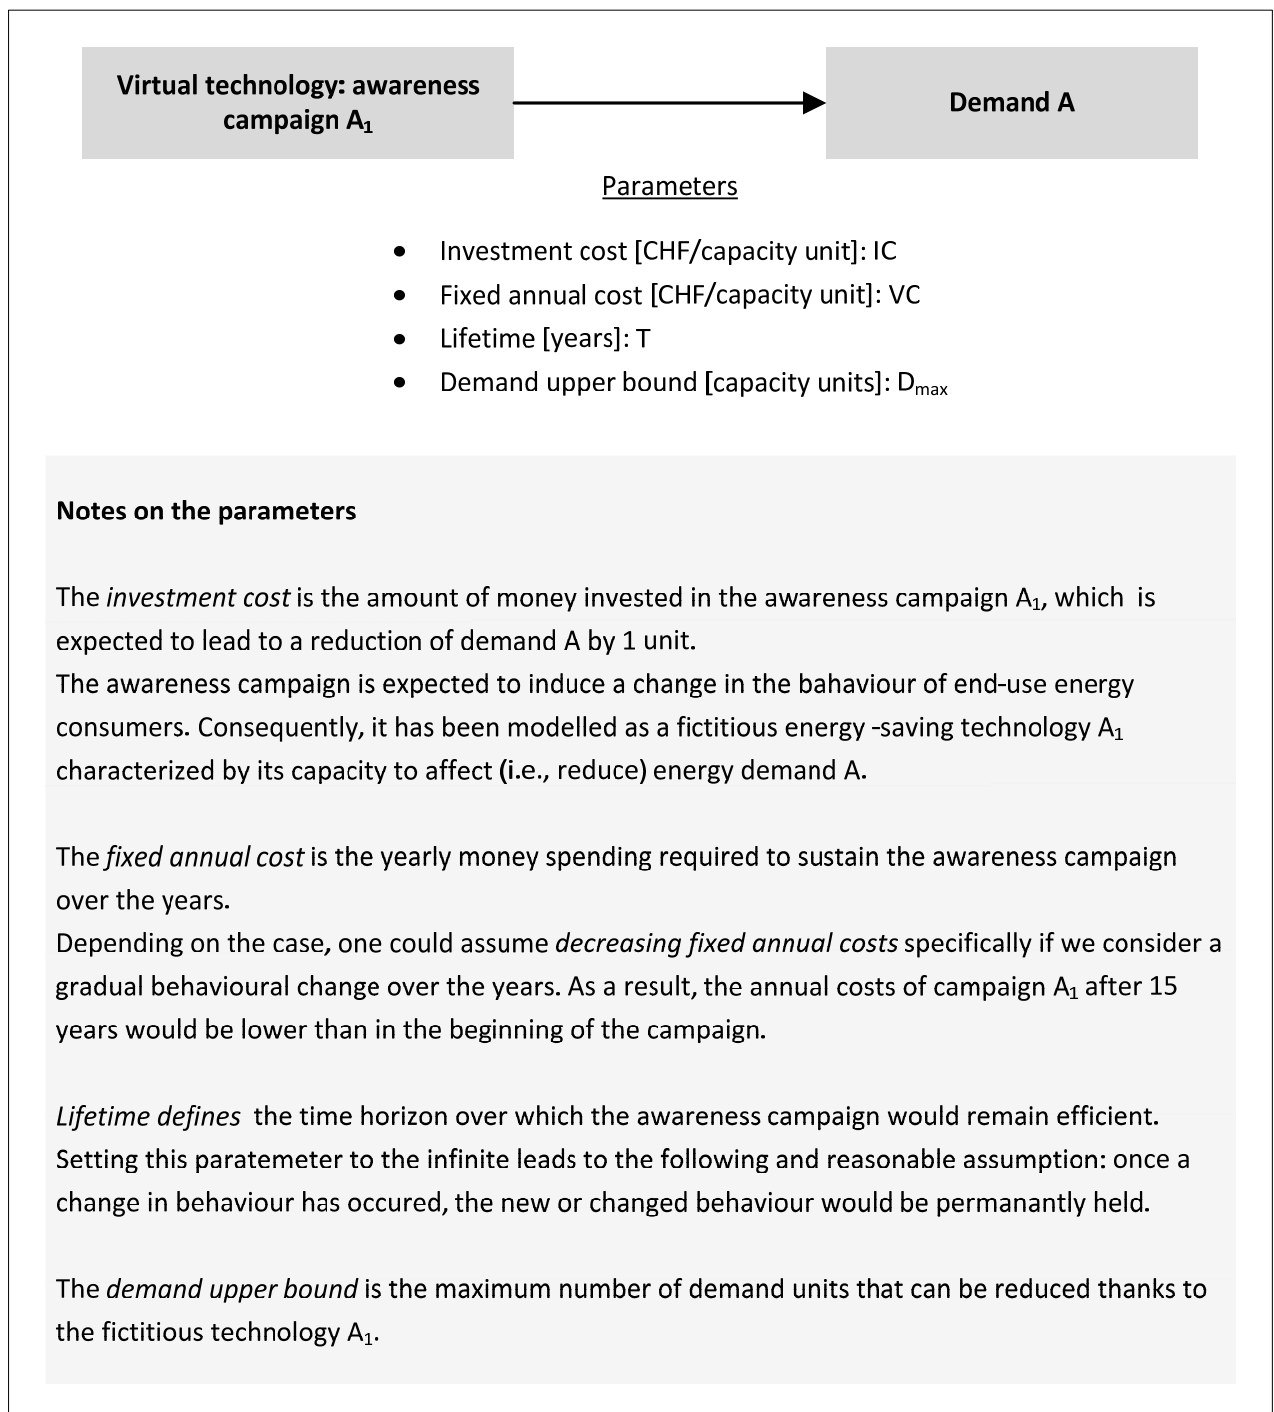 Virtual technology: awareness
campaign A₁
Demand A
Parameters
• Investment cost [CHF/capacity unit]: IC
• Fixed annual cost [CHF/capacity unit]: VC
• Lifetime [years]: T
• Demand upper bound [capacity units]: Dmax
Notes on the parameters
The investment cost is the amount of money invested in the awareness campaign A₁, which is
expected to lead to a reduction of demand A by 1 unit.
The awareness campaign is expected to induce a change in the bahaviour of end-use energy
consumers. Consequently, it has been modelled as a fictitious energy -saving technology A₁
characterized by its capacity to affect (i.e., reduce) energy demand A.
The fixed annual cost is the yearly money spending required to sustain the awareness campaign
over the years.
Depending on the case, one could assume decreasing fixed annual costs specifically if we consider a
gradual behavioural change over the years. As a result, the annual costs of campaign A₁ after 15
years would be lower than in the beginning of the campaign.
Lifetime defines the time horizon over which the awareness campaign would remain efficient.
Setting this paratemeter to the infinite leads to the following and reasonable assumption: once a
change in behaviour has occured, the new or changed behaviour would be permanantly held.
The demand upper bound is the maximum number of demand units that can be reduced thanks to
the fictitious technology A₁.